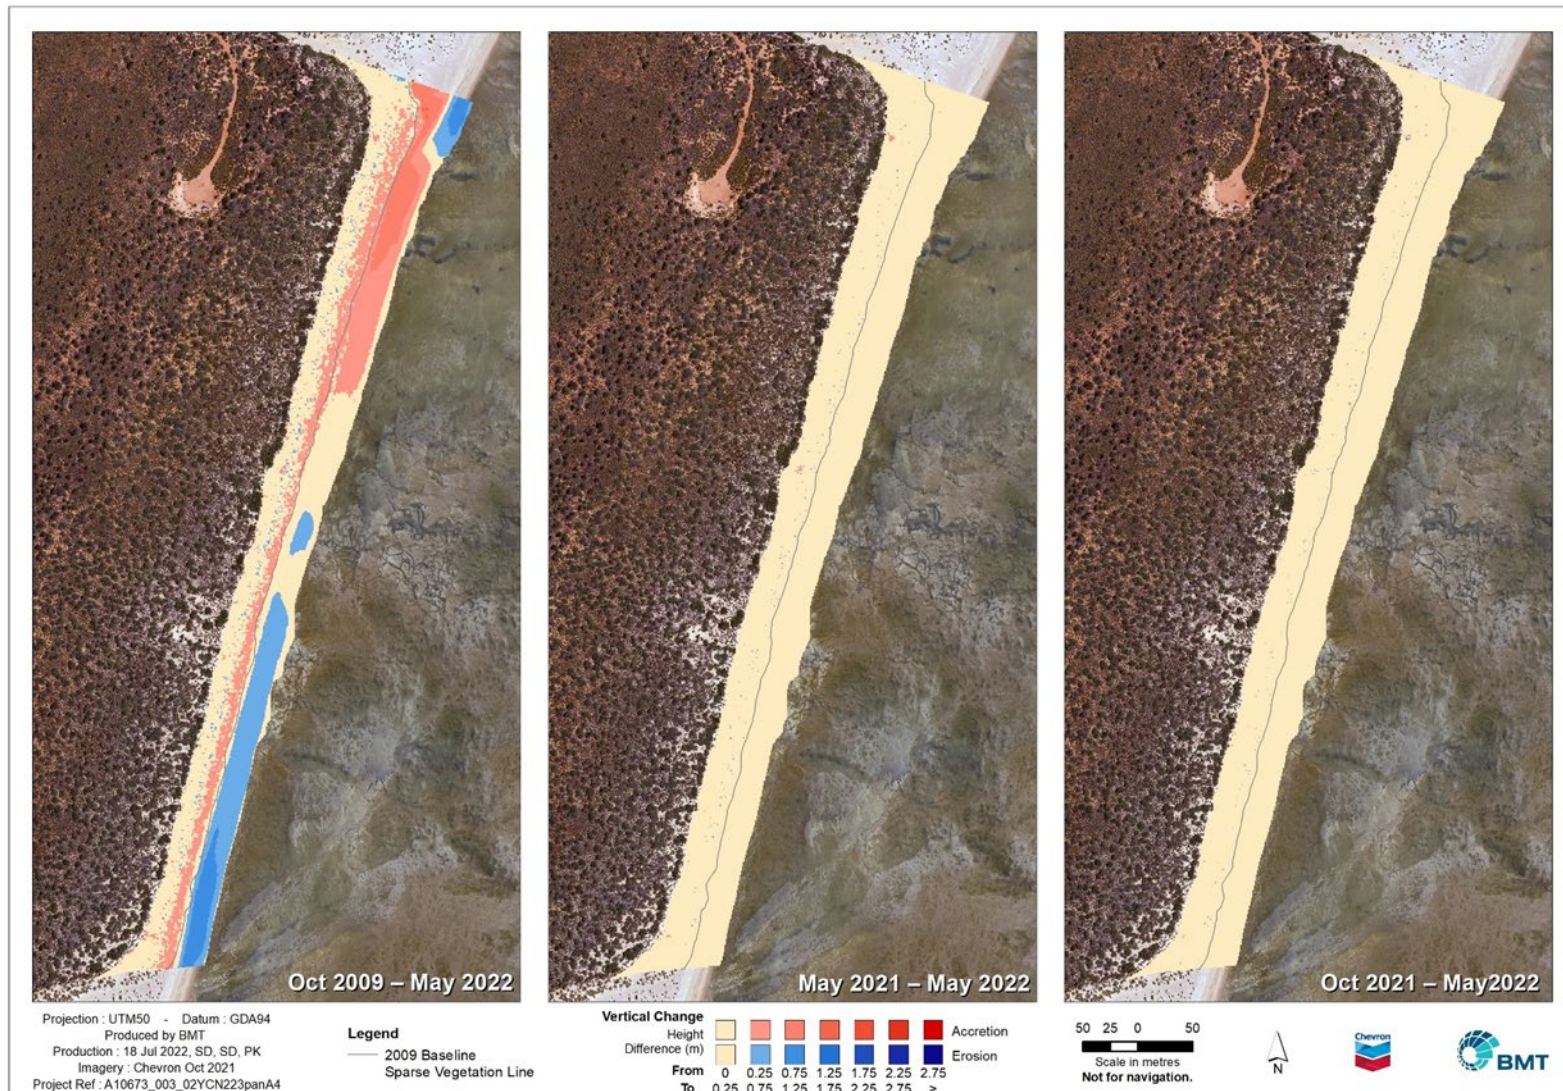 Oct 2009 – May 2022
May 2021 – May 2022
Oct 2021 – May2022
Projection : UTM50 - Datum : GDA94
Produced by BMT
Production : 18 Jul 2022, SD, SD, PK
Imagery : Chevron Oct 2021
Project Ref : A10673_003_02YCN223panA4
Legend
2009 Baseline
Sparse Vegetation Line
Vertical Change
Height
Difference (m)
Accretion
Erosion
From 0 0.25 0.75 1.25 1.75 2.25 2.75
To 0.25 0.75 1.25 1.75 2.25 2.75 >
50 25 0 50
Scale in metres
Not for navigation.
N
Chevron
BMT